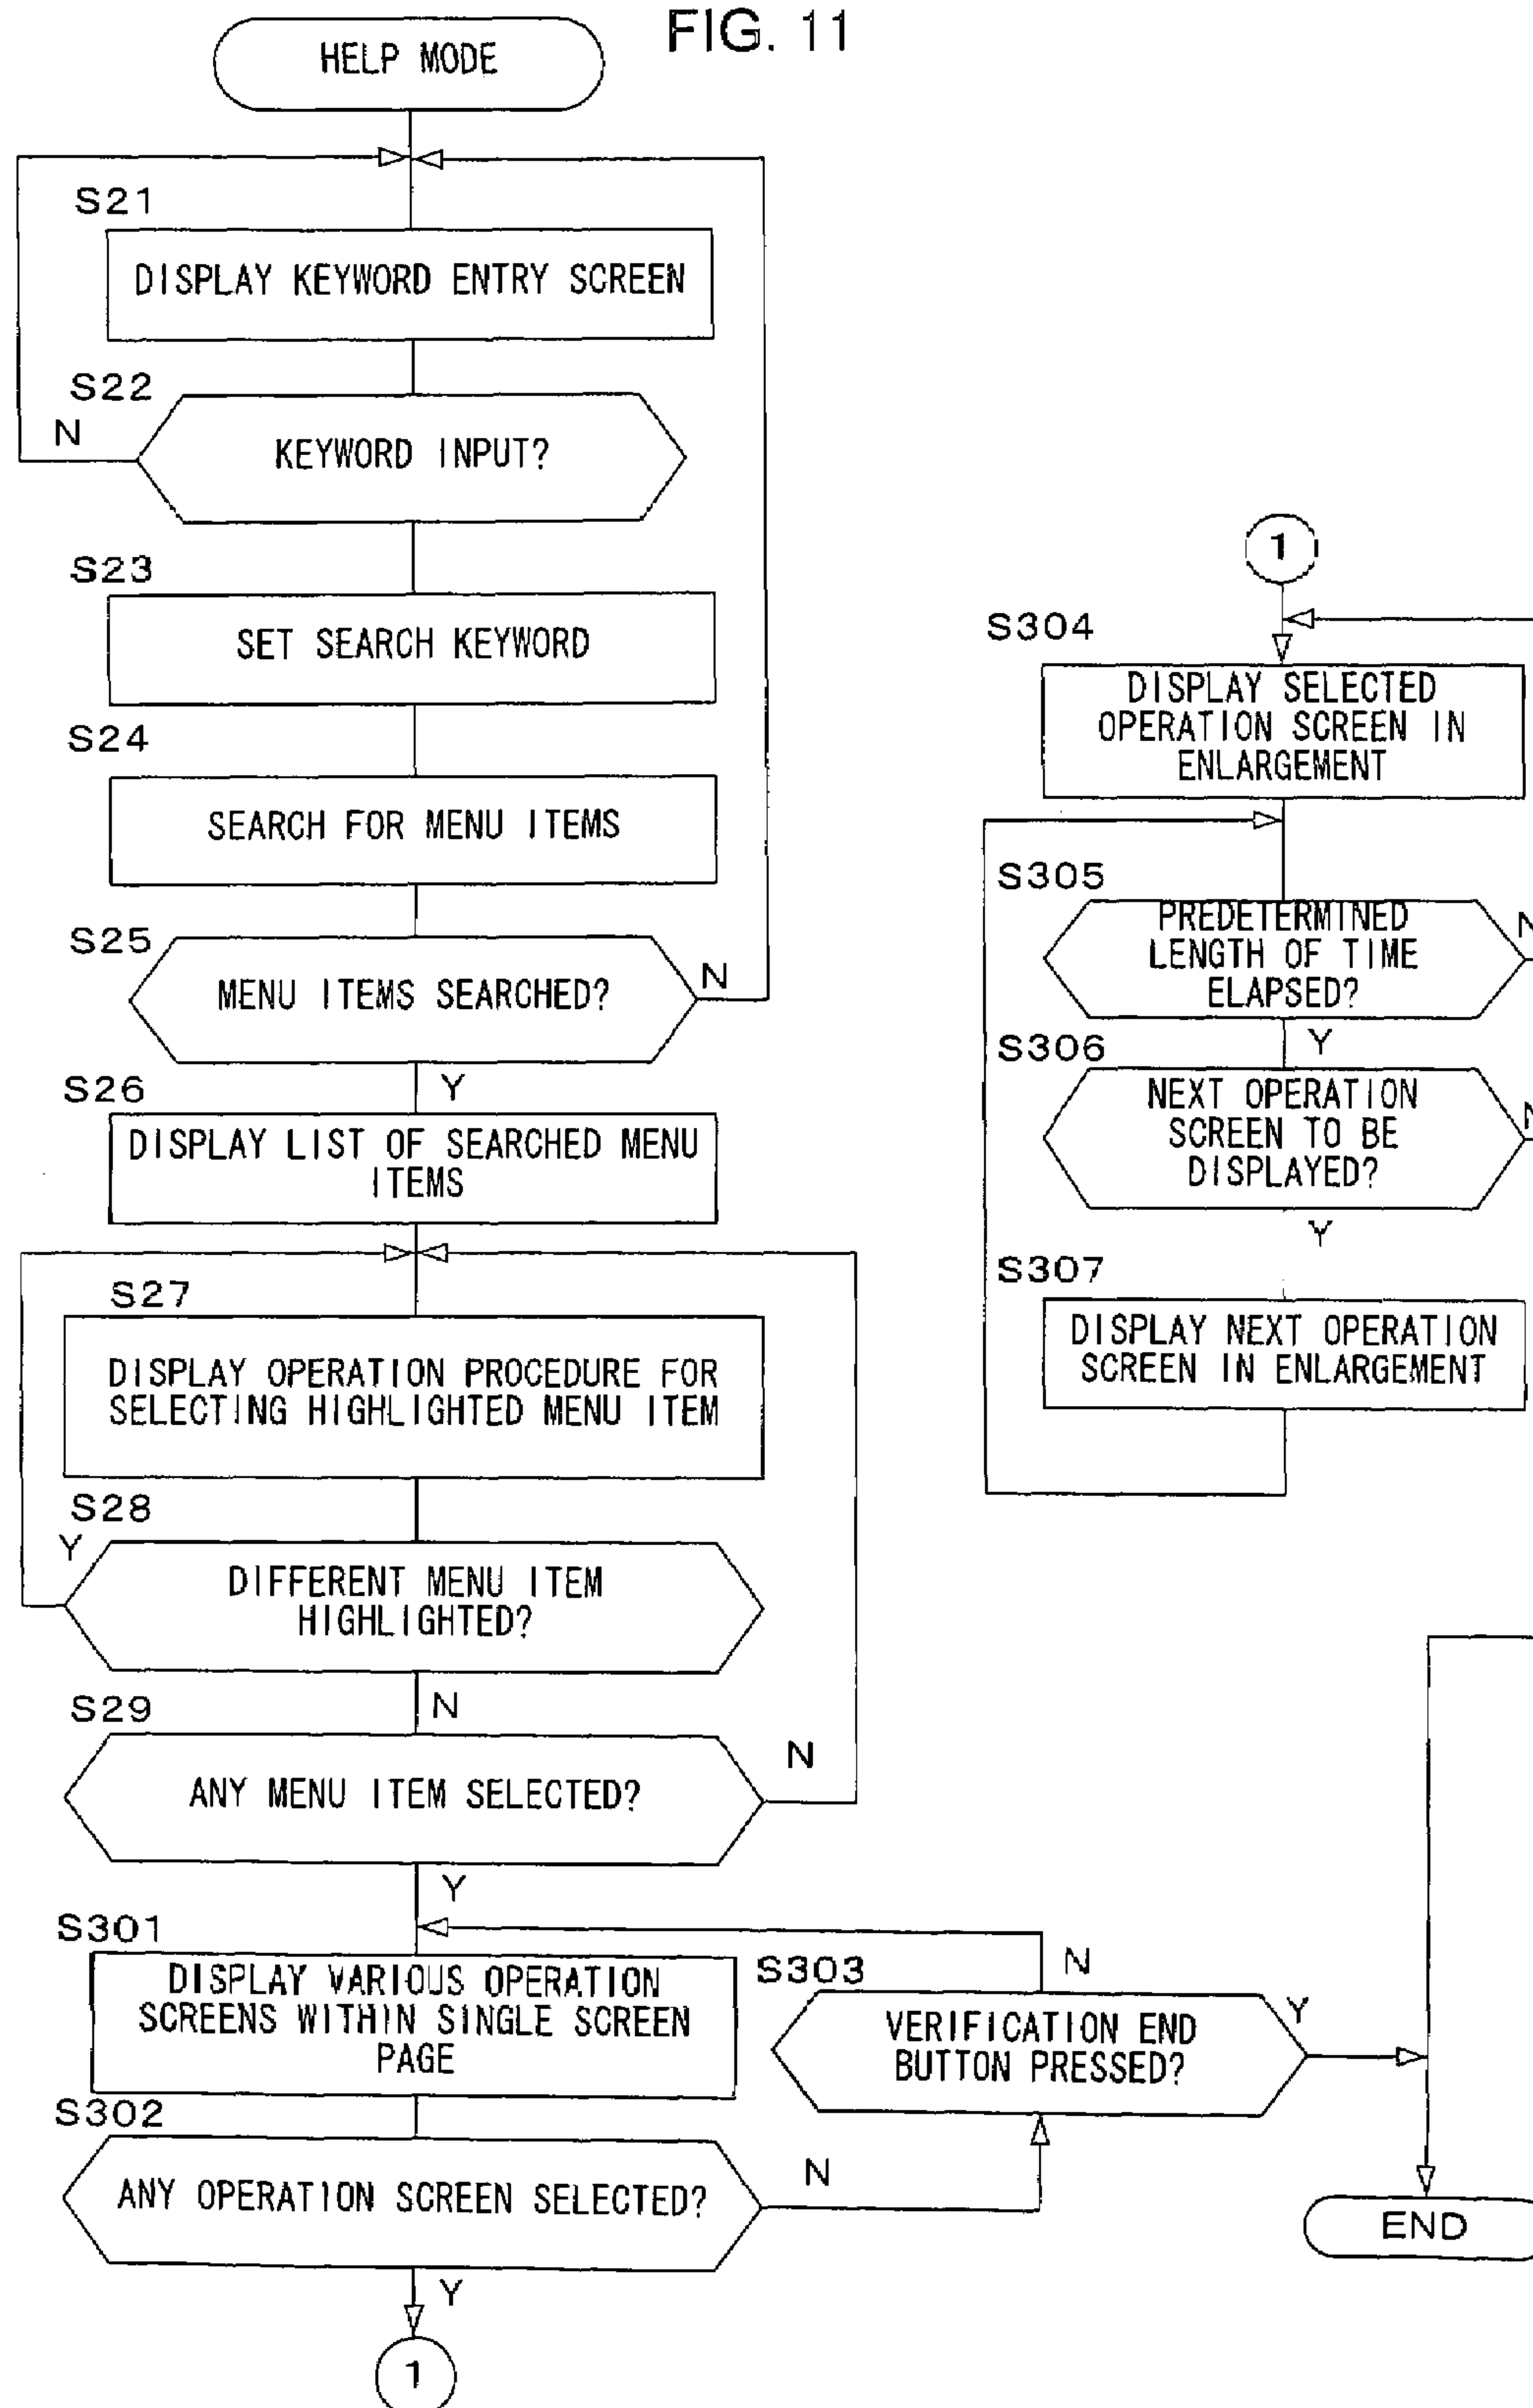 FIG. 11
HELP MODE
S21
DISPLAY KEYWORD ENTRY SCREEN
S22
N
KEYWORD INPUT?
S23
SET SEARCH KEYWORD
S24
SEARCH FOR MENU ITEMS
S25
MENU ITEMS SEARCHED?
N
Y
S26
DISPLAY LIST OF SEARCHED MENU
ITEMS
S27
DISPLAY OPERATION PROCEDURE FOR
SELECTING HIGHLIGHTED MENU ITEM
S28
Y
DIFFERENT MENU ITEM
HIGHLIGHTED?
N
S29
ANY MENU ITEM SELECTED?
N
Y
S301
DISPLAY VARIOUS OPERATION
SCREENS WITHIN SINGLE SCREEN
PAGE
S302
ANY OPERATION SCREEN SELECTED?
N
Y
1
S303
N
VERIFICATION END
BUTTON PRESSED?
Y
1
S304
DISPLAY SELECTED
OPERATION SCREEN IN
ENLARGEMENT
S305
PREDETERMINED
LENGTH OF TIME
ELAPSED?
N
Y
S306
NEXT OPERATION
SCREEN TO BE
DISPLAYED?
N
Y
S307
DISPLAY NEXT OPERATION
SCREEN IN ENLARGEMENT
END